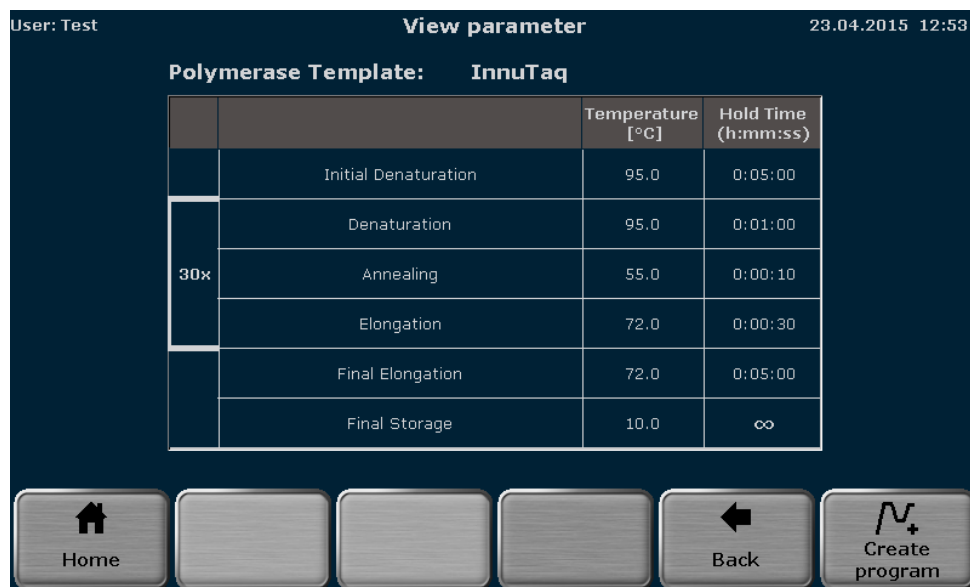 User: Test View parameter 23.04.2015 12:53
Polymerase Template: InnuTaq
Temperature [°C] Hold Time (h:mm:ss)
Initial Denaturation 95.0 0:05:00
Denaturation 95.0 0:01:00
30x Annealing 55.0 0:00:10
Elongation 72.0 0:00:30
Final Elongation 72.0 0:05:00
Final Storage 10.0 ∞
Home Back Create program